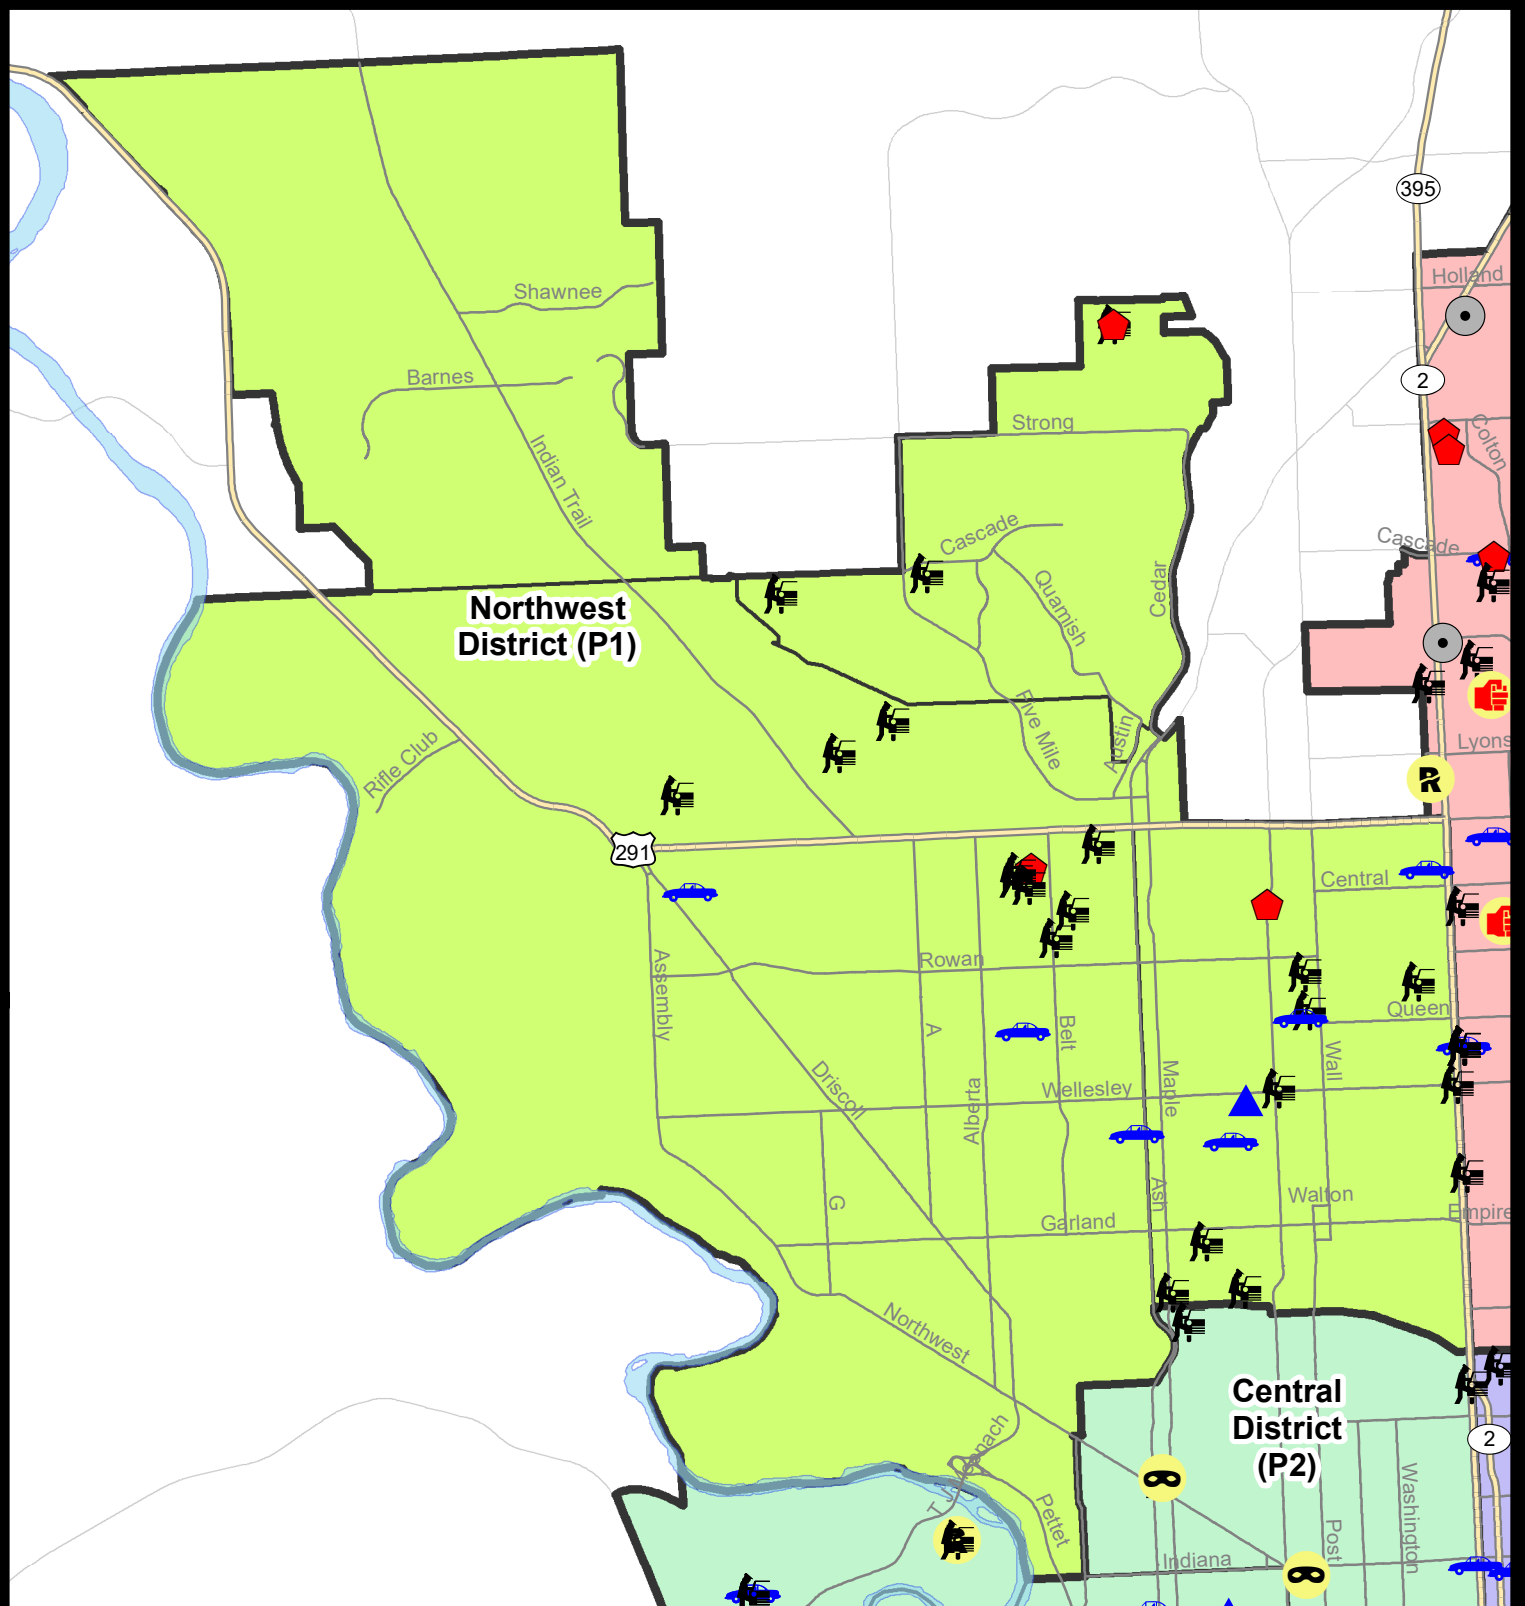 395
Holland
Shawnee
2
Barnes
Strong
Colton
Indian Trail
Cascade
Cascade
Quamish
Cedar
Northwest
District (P1)
Five Mile
Austin
Rifle Club
Lyons
R
291
Central
Rowan
Assembly
A
Belt
Queen
Wall
Driscoll
Wellesley
Maple
Alberta
Ash
Walton
G
Garland
Empire
Northwest
Central
District
(P2)
2
Pettet
Washington
Post
Indiana